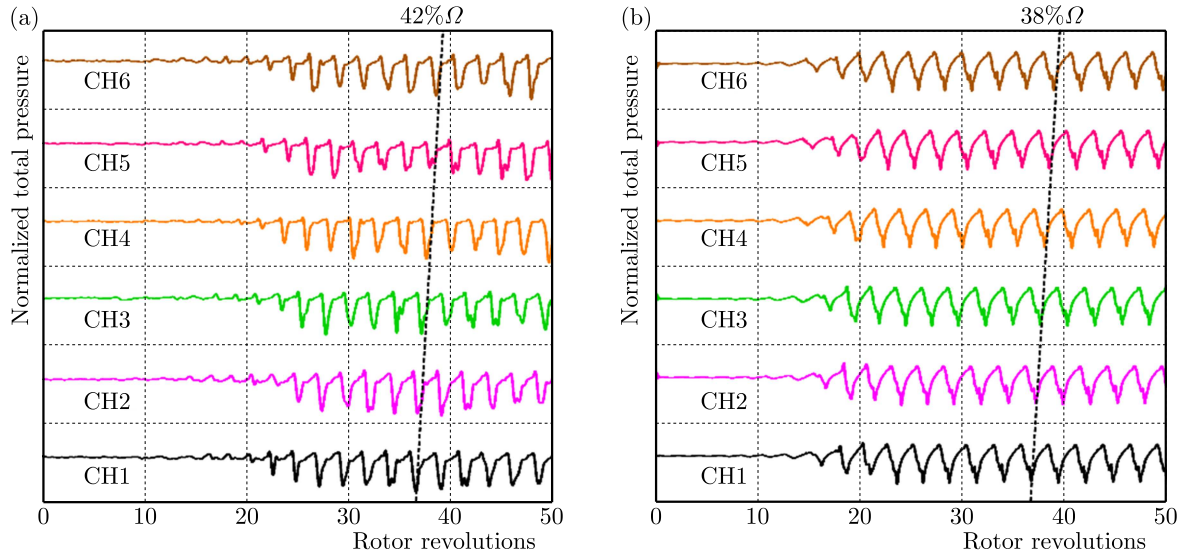 (a)
42%Ω
Normalized total pressure
CH6
CH5
CH4
CH3
CH2
CH1
0 10 20 30 40 50
Rotor revolutions
(b)
38%Ω
Normalized total pressure
CH6
CH5
CH4
CH3
CH2
CH1
0 10 20 30 40 50
Rotor revolutions